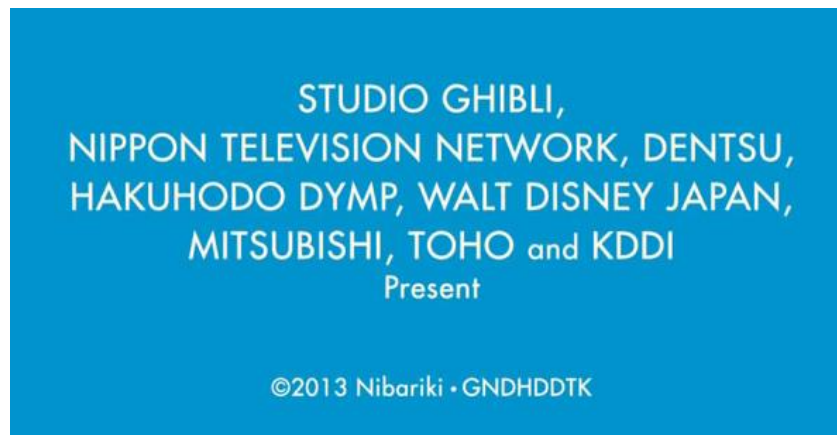 STUDIO GHIBLI,
NIPPON TELEVISION NETWORK, DENTSU,
HAKUHODO DYMP, WALT DISNEY JAPAN,
MITSUBISHI, TOHO and KDDI
Present
©2013 Nibariki • GNDHDDTK